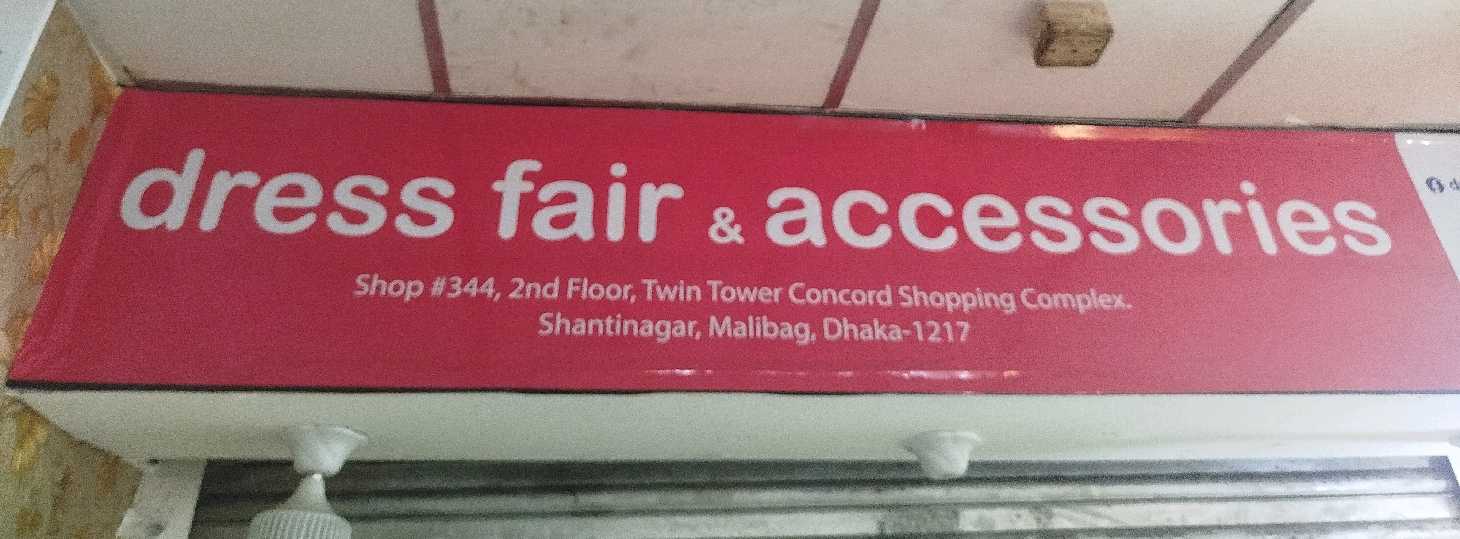 dress fair & accessories
Shop #344, 2nd Floor, Twin Tower Concord Shopping Complex.
Shantinagar, Malibag, Dhaka-1217